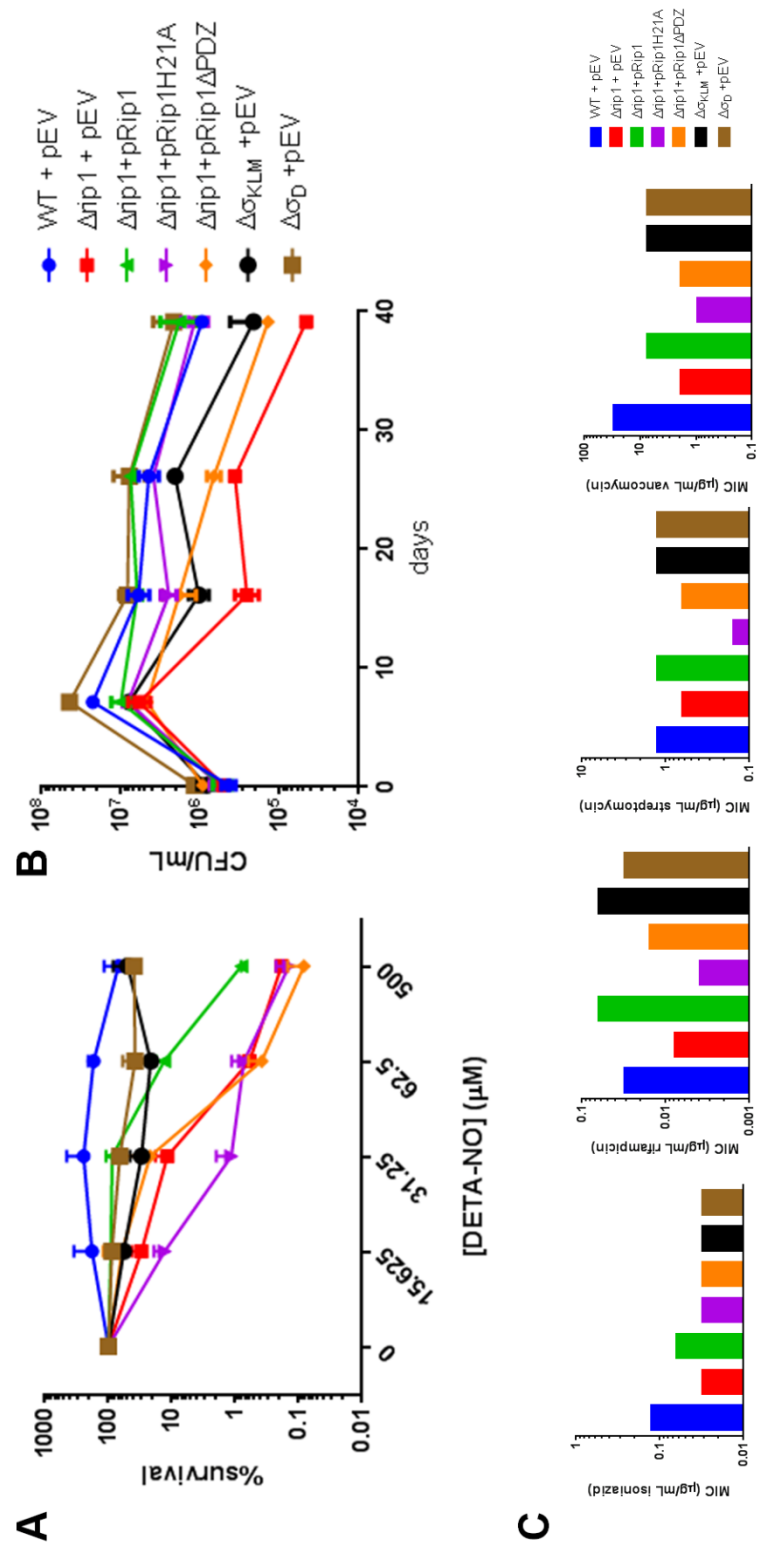 A
1000
100
10
1
0.1
0.01
%survival
0
15.625
31.25
62.5
500
[DETA-NO] (µM)
B
10⁸
10⁷
10⁶
10⁵
10⁴
CFU/mL
0
10
20
30
40
days
WT + pEV
Δrip1 + pEV
Δrip1+pRip1
Δrip1+pRip1H21A
Δrip1+pRip1ΔPDZ
Δσ_KLM +pEV
Δσ_D +pEV
C
1
0.1
0.01
MIC (µg/mL isoniazid)
0.1
0.01
0.001
MIC (µg/mL rifampicin)
10
1
0.1
MIC (µg/mL streptomycin)
100
10
1
0.1
MIC (µg/mL vancomycin)
WT + pEV
Δrip1 + pEV
Δrip1+pRip1
Δrip1+pRip1H21A
Δrip1+pRip1ΔPDZ
Δσ_KLM +pEV
Δσ_D +pEV